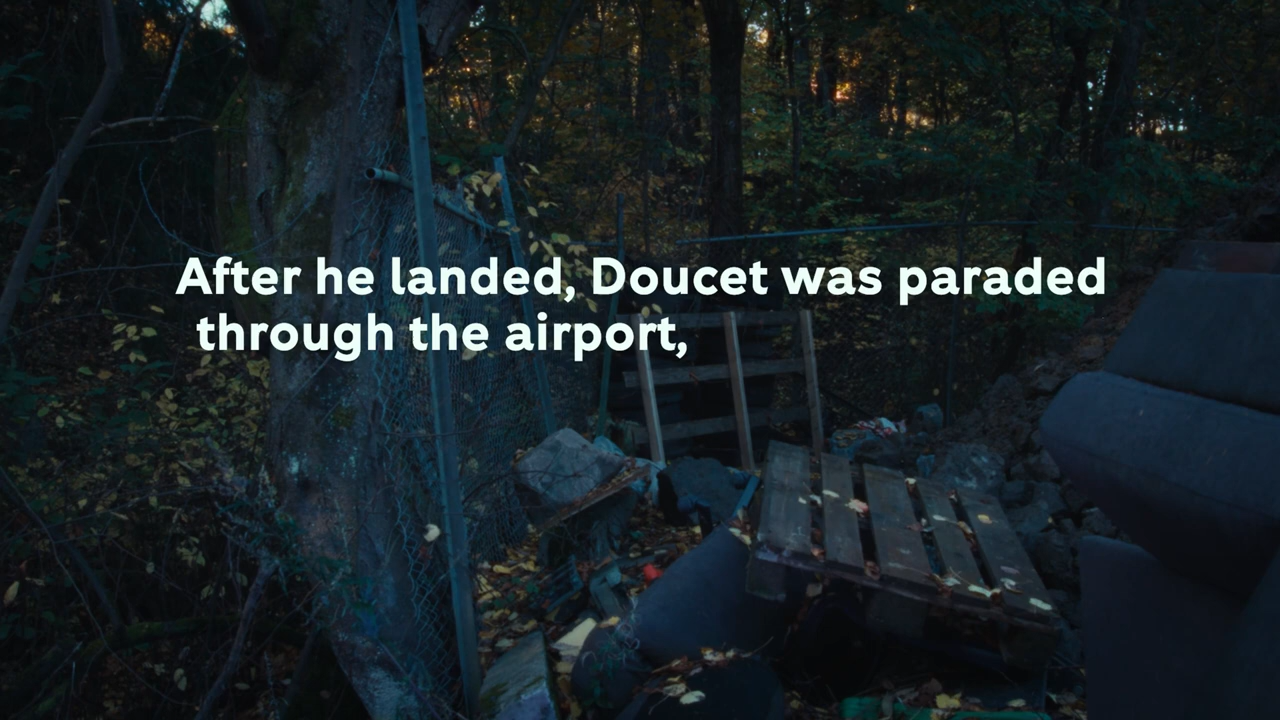 After he landed, Doucet was paraded
through the airport,